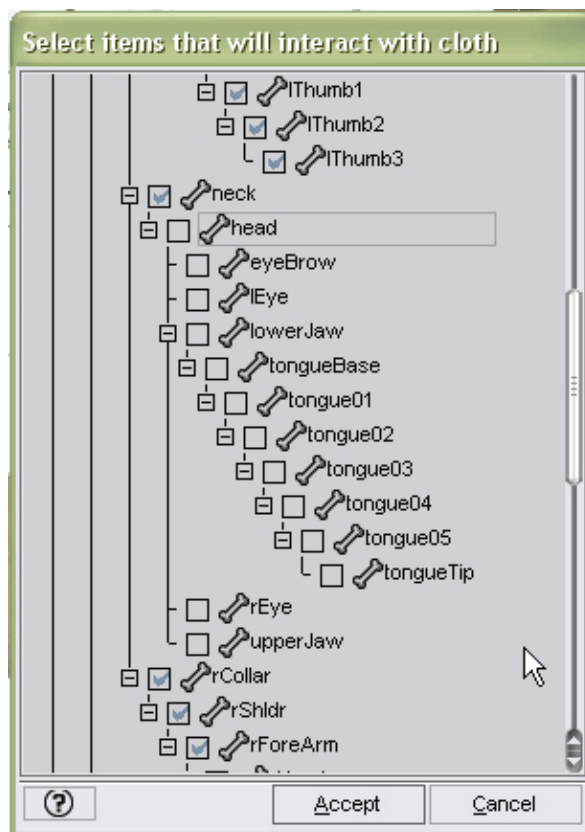 Select items that will interact with cloth
lThumb1
lThumb2
lThumb3
neck
head
eyeBrow
lEye
lowerJaw
tongueBase
tongue01
tongue02
tongue03
tongue04
tongue05
tongueTip
rEye
upperJaw
rCollar
rShldr
rForeArm
? Accept Cancel